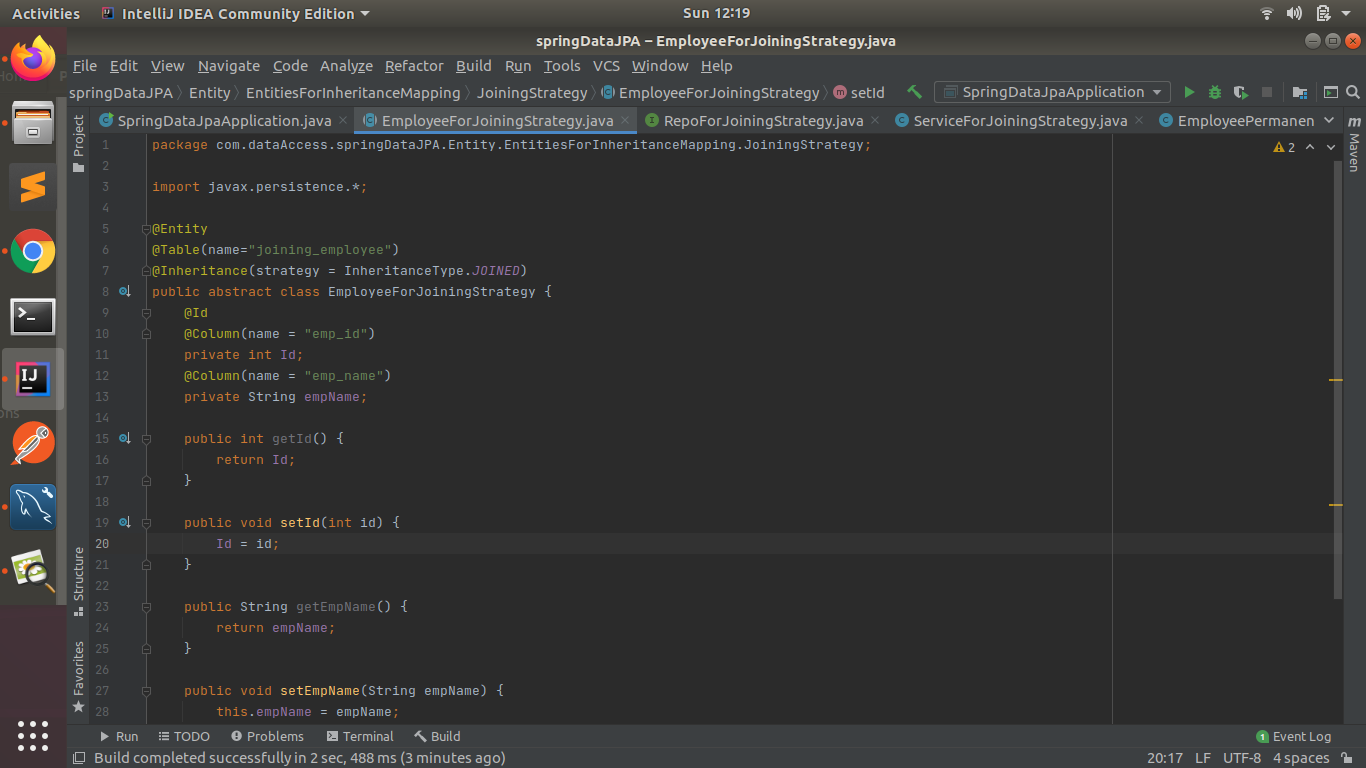 Activities IntelliJ IDEA Community Edition Sun 12:19
springDataJPA – EmployeeForJoiningStrategy.java
File Edit View Navigate Code Analyze Refactor Build Run Tools VCS Window Help
springDataJPA Entity EntitiesForInheritanceMapping JoiningStrategy EmployeeForJoiningStrategy m setId SpringDataJpaApplication
SpringDataJpaApplication.java EmployeeForJoiningStrategy.java RepoForJoiningStrategy.java ServiceForJoiningStrategy.java EmployeePermanen
Project
Structure
Favorites
m Maven
2
1 package com.dataAccess.springDataJPA.Entity.EntitiesForInheritanceMapping.JoiningStrategy;
2
3 import javax.persistence.*;
4
5 @Entity
6 @Table(name="joining_employee")
7 @Inheritance(strategy = InheritanceType.JOINED)
8 public abstract class EmployeeForJoiningStrategy {
9 @Id
10 @Column(name = "emp_id")
11 private int Id;
12 @Column(name = "emp_name")
13 private String empName;
14
15 public int getId() {
16 return Id;
17 }
18
19 public void setId(int id) {
20 Id = id;
21 }
22
23 public String getEmpName() {
24 return empName;
25 }
26
27 public void setEmpName(String empName) {
28 this.empName = empName;
Run TODO Problems Terminal Build 1 Event Log
Build completed successfully in 2 sec, 488 ms (3 minutes ago) 20:17 LF UTF-8 4 spaces